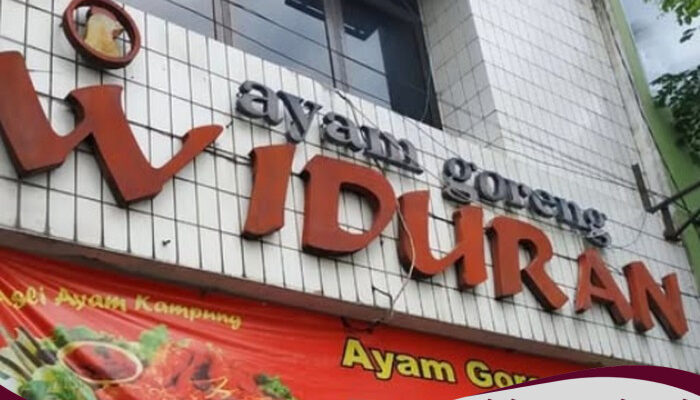 ayam goreng
WIDURAN
Asli Ayam Kampung
Ayam Gor